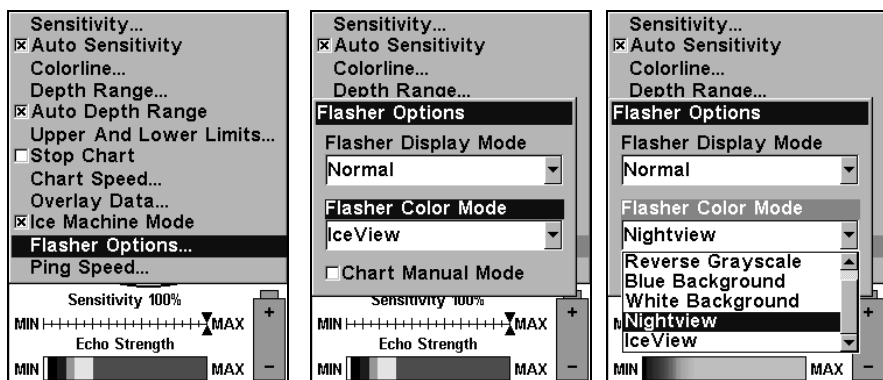 Sensitivity...
Auto Sensitivity
Colorline...
Depth Range...
Auto Depth Range
Upper And Lower Limits...
Stop Chart
Chart Speed...
Overlay Data...
Ice Machine Mode
Flasher Options...
Ping Speed...
Sensitivity 100%
MIN MAX
Echo Strength
MIN MAX
+
-
Sensitivity...
Auto Sensitivity
Colorline...
Depth Range...
Flasher Options
Flasher Display Mode
Normal
Flasher Color Mode
IceView
Chart Manual Mode
Sensitivity 100%
MIN MAX
Echo Strength
MIN MAX
+
-
Sensitivity...
Auto Sensitivity
Colorline...
Depth Range...
Flasher Options
Flasher Display Mode
Normal
Flasher Color Mode
Nightview
Reverse Grayscale
Blue Background
White Background
Nightview
IceView
MIN MAX
+
-